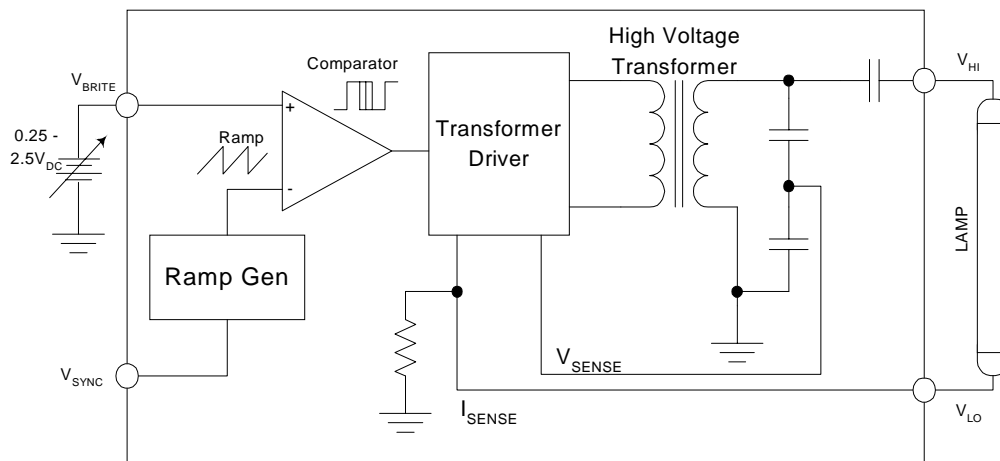 High Voltage
Transformer
Comparator
V_BRITE
V_HI
0.25 -
2.5V_DC
+
Ramp
-
Transformer
Driver
LAMP
Ramp Gen
V_SENSE
V_SYNC
I_SENSE
V_LO